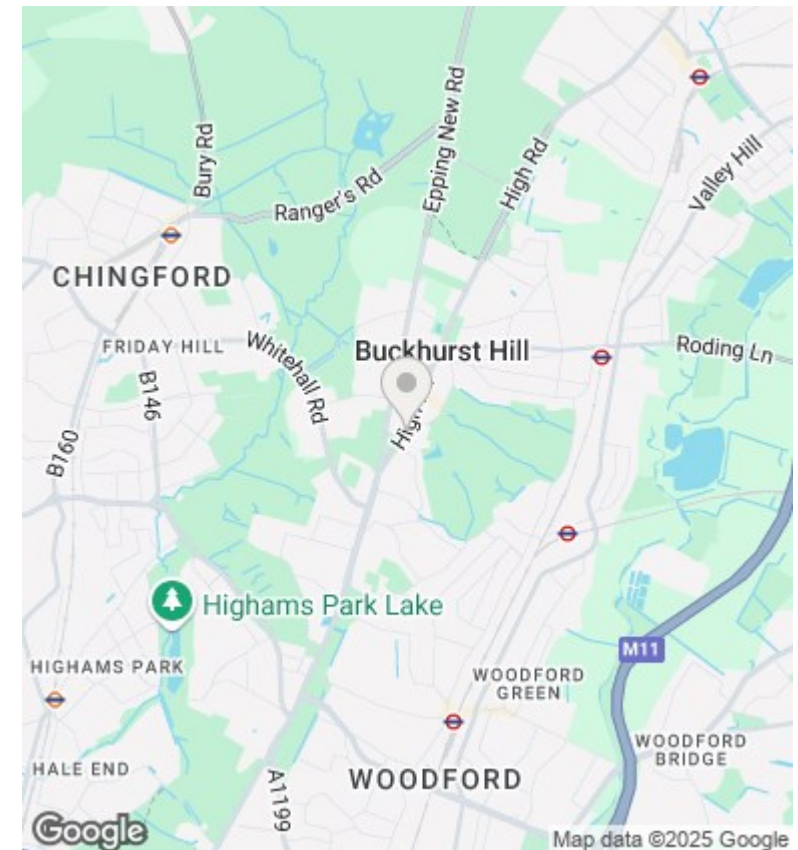 Bury Rd
Epping New Rd
High Rd
Valley Hill
Ranger's Rd
CHINGFORD
FRIDAY HILL
Whitehall Rd
Buckhurst Hill
Roding Ln
B146
B160
Highams Park Lake
M11
HIGHAMS PARK
WOODFORD
GREEN
WOODFORD
BRIDGE
HALE END
A1199
WOODFORD
Google
Map data ©2025 Google